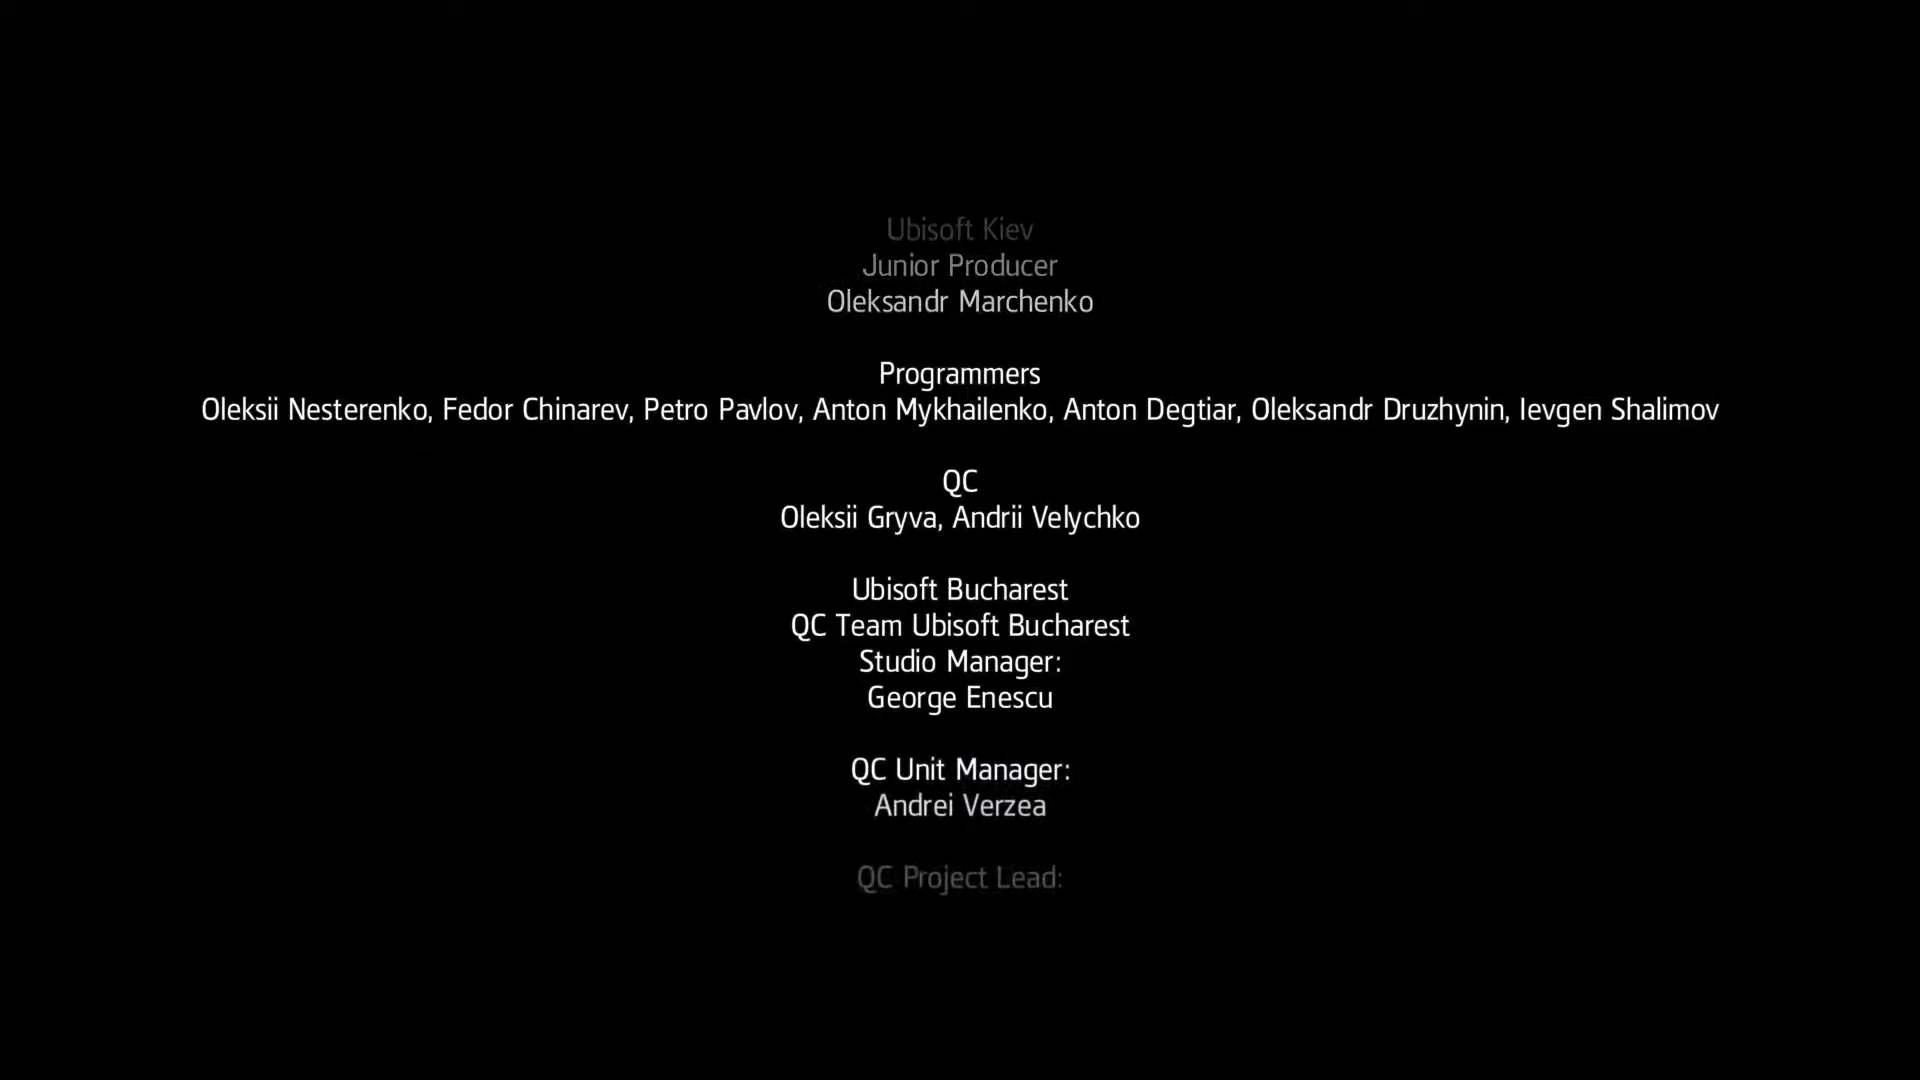 Ubisoft Kiev
Junior Producer
Oleksandr Marchenko
Programmers
Oleksii Nesterenko, Fedor Chinarev, Petro Pavlov, Anton Mykhailenko, Anton Degtiar, Oleksandr Druzhynin, Ievgen Shalimov
QC
Oleksii Gryva, Andrii Velychko
Ubisoft Bucharest
QC Team Ubisoft Bucharest
Studio Manager:
George Enescu
QC Unit Manager:
Andrei Verzea
QC Project Lead: